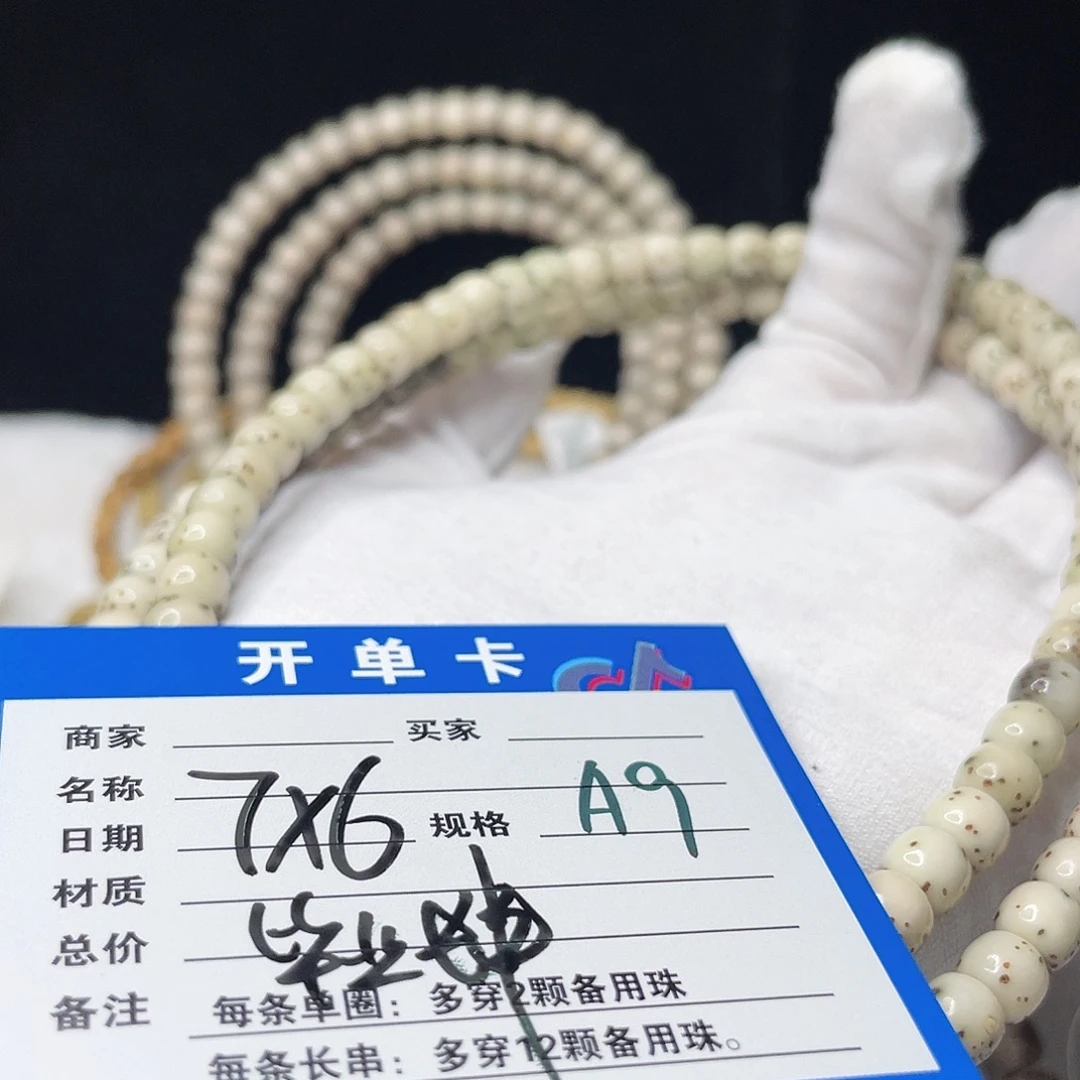 开单卡
商家 买家
名称 7X6
日期 规格 A9
材质
总价 毕业
备注 每条单圈：多穿2颗备用珠
每条长串：多穿12颗备用珠。